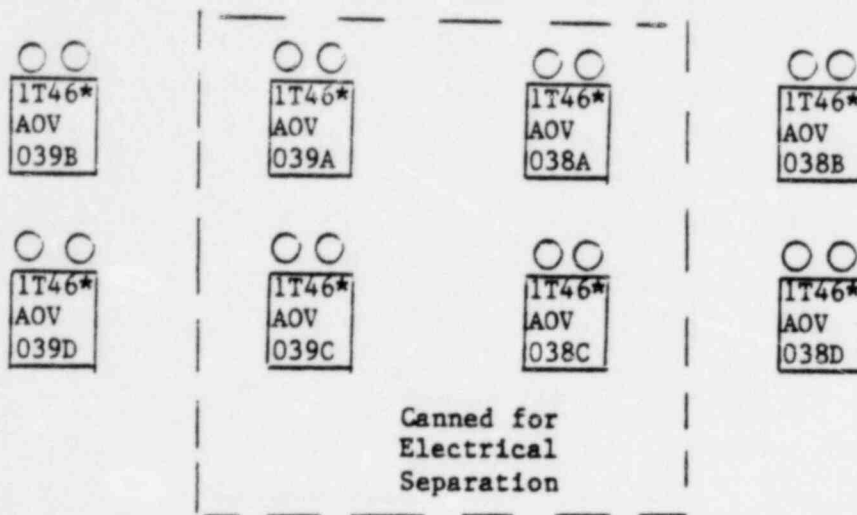 1T46*
AOV
039B
1T46*
AOV
039A
1T46*
AOV
038A
1T46*
AOV
038B
1T46*
AOV
039D
1T46*
AOV
039C
1T46*
AOV
038C
1T46*
AOV
038D
Canned for
Electrical
Separation